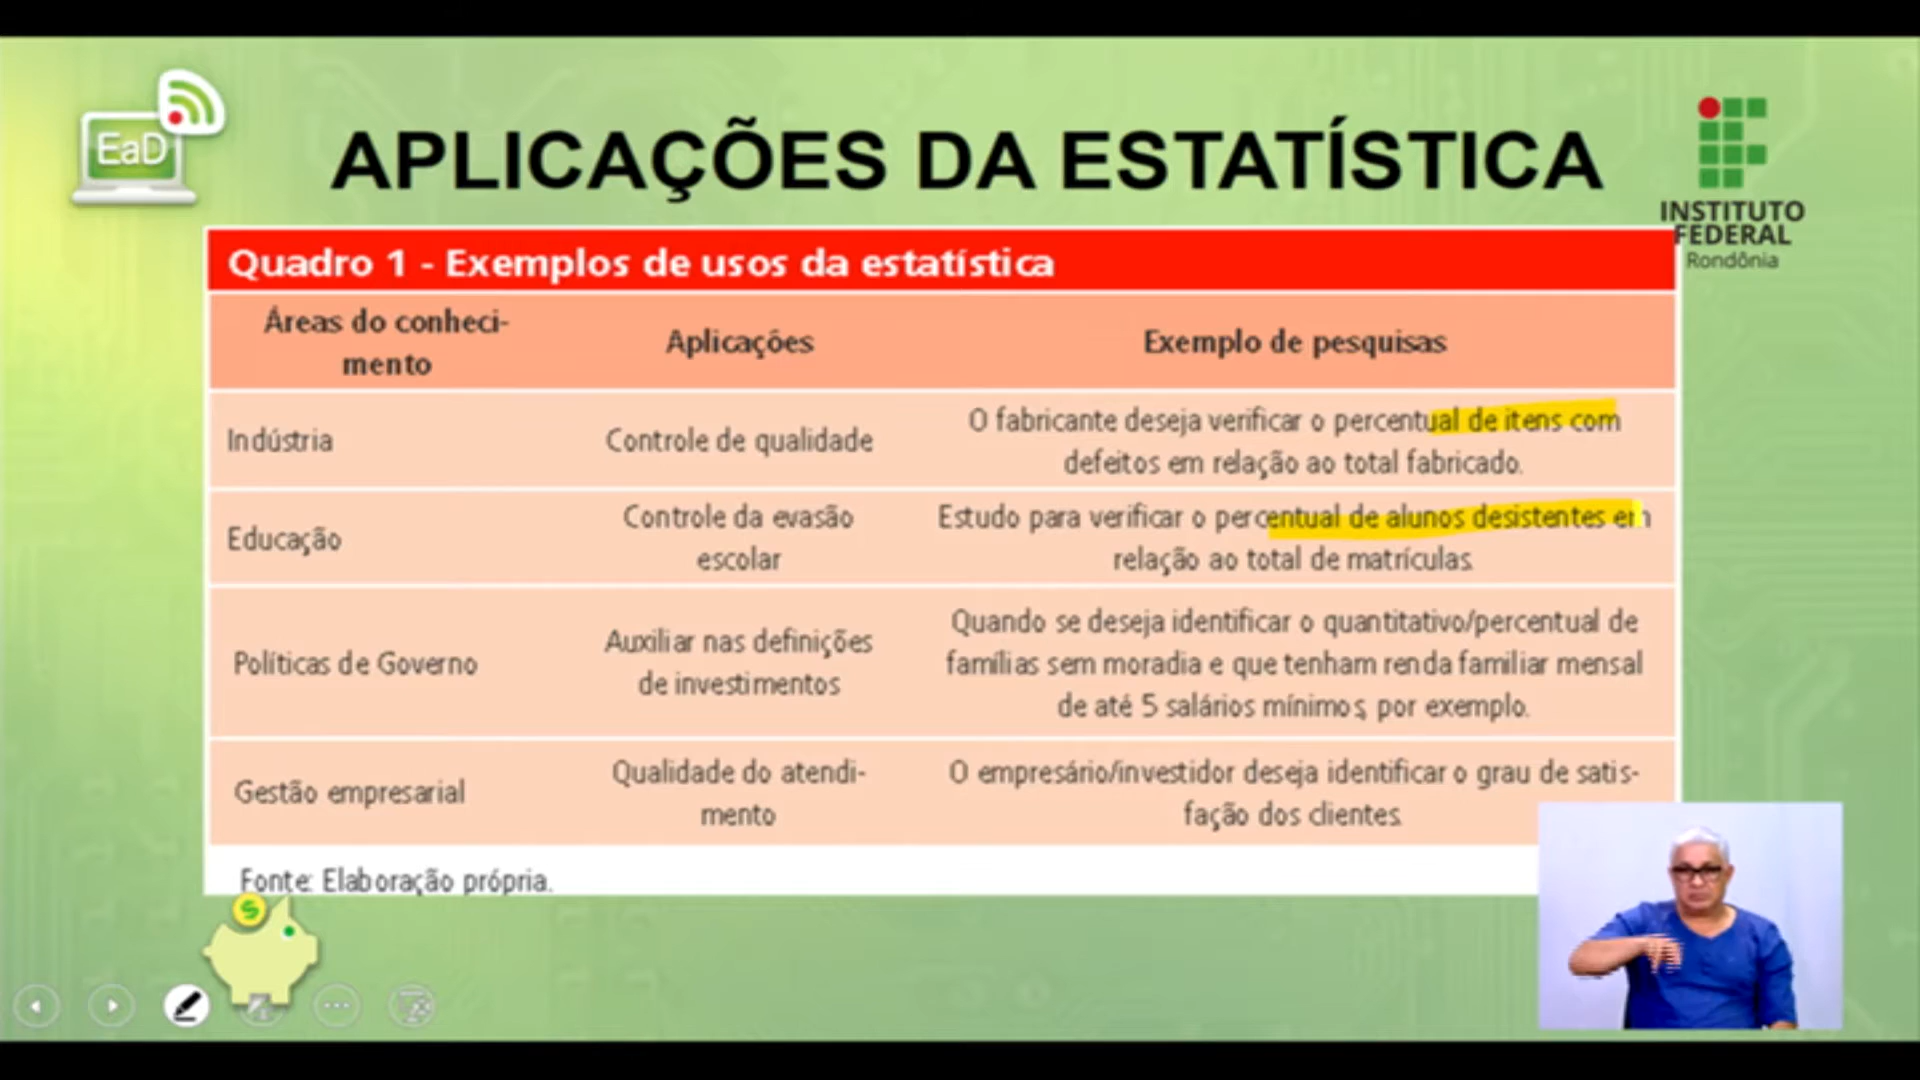 EaD
APLICAÇÕES DA ESTATÍSTICA
INSTITUTO
FEDERAL
Rondônia
Quadro 1 - Exemplos de usos da estatística
Áreas do conheci-
mento
Aplicações
Exemplo de pesquisas
Indústria
Controle de qualidade
O fabricante deseja verificar o percentual de itens com
defeitos em relação ao total fabricado.
Educação
Controle da evasão
escolar
Estudo para verificar o percentual de alunos desistentes em
relação ao total de matrículas.
Políticas de Governo
Auxiliar nas definições
de investimentos
Quando se deseja identificar o quantitativo/percentual de
famílias sem moradia e que tenham renda familiar mensal
de até 5 salários mínimos, por exemplo.
Gestão empresarial
Qualidade do atendi-
mento
O empresário/investidor deseja identificar o grau de satis-
fação dos clientes.
Fonte: Elaboração própria.
$